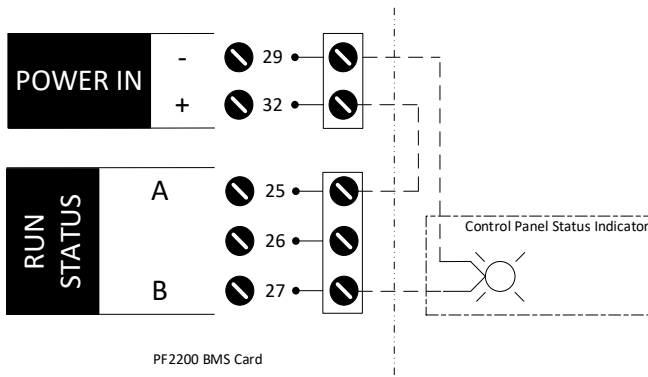 POWER IN
- 29
+ 32
RUN STATUS
A 25
26
B 27
Control Panel Status Indicator
PF2200 BMS Card